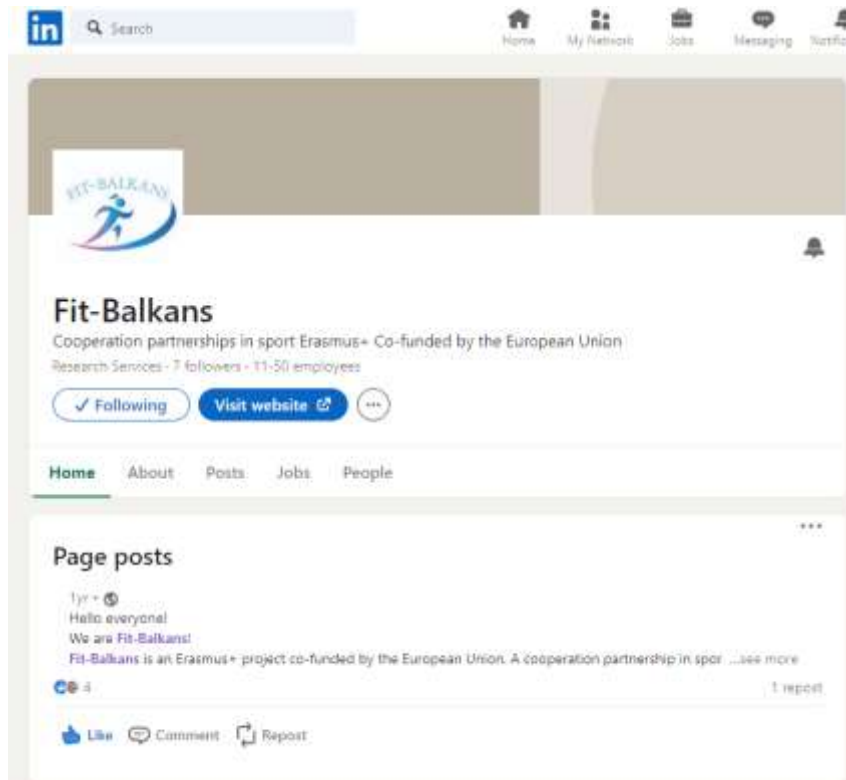 in
Search
Home
My Network
Jobs
Messaging
Notific
FIT-BALKANS
Fit-Balkans
Cooperation partnerships in sport Erasmus+ Co-funded by the European Union
Research Services - 7 followers - 11-50 employees
✓ Following
Visit website
Home
About
Posts
Jobs
People
Page posts
1yr •
Hello everyone!
We are Fit-Balkans!
Fit-Balkans is an Erasmus+ project co-funded by the European Union. A cooperation partnership in spor ...see more
4
1 repost
Like
Comment
Repost